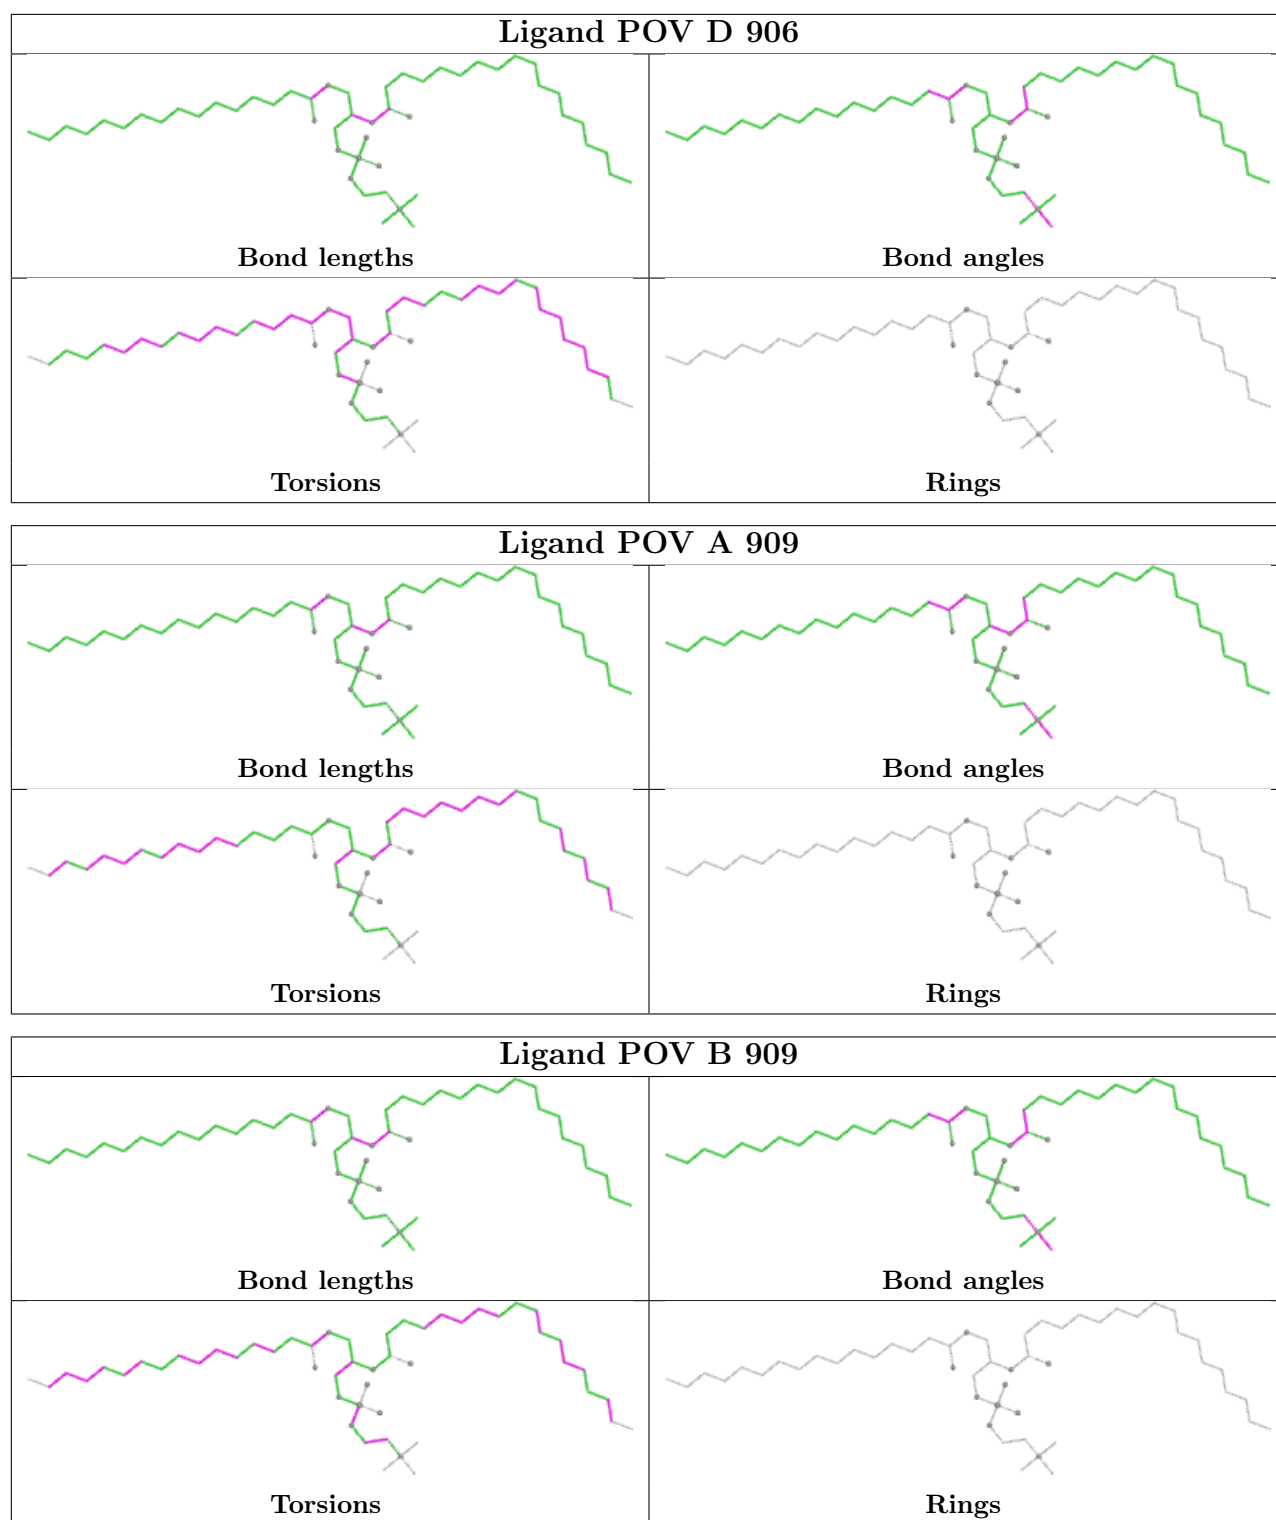 Ligand POV D 906
Bond lengths
Bond angles
Torsions
Rings
Ligand POV A 909
Bond lengths
Bond angles
Torsions
Rings
Ligand POV B 909
Bond lengths
Bond angles
Torsions
Rings